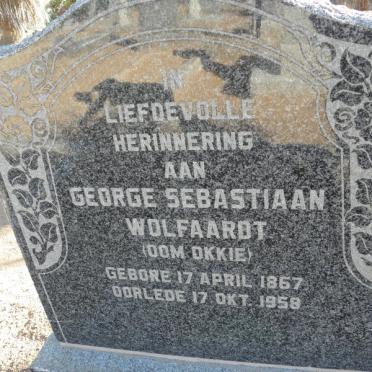 IN
LIEFDEVOLLE
HERINNERING
AAN
GEORGE SEBASTIAAN
WOLFAARDT
(OOM OKKIE)
GEBORE 17 APRIL 1867
OORLEDE 17 OKT. 1958